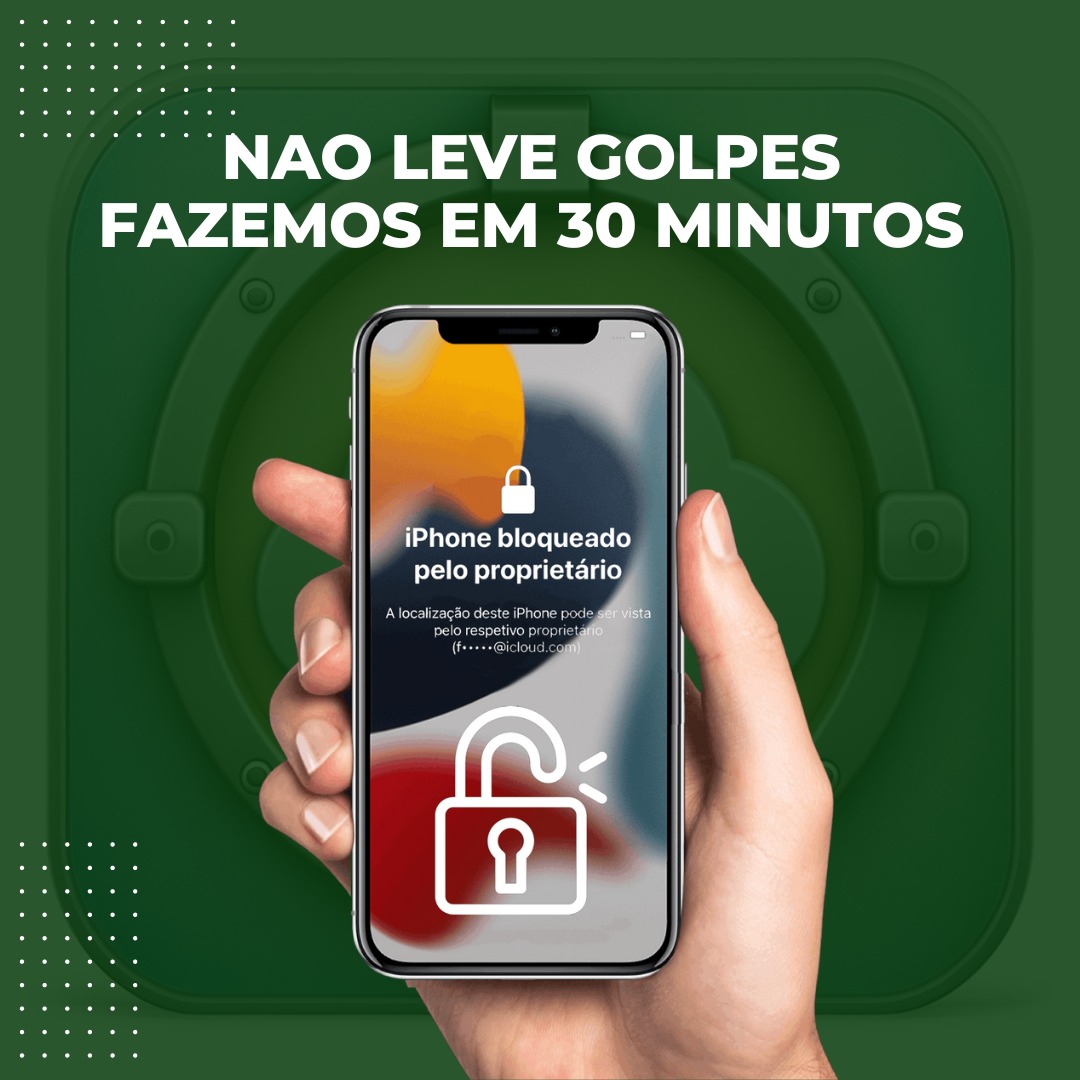 NAO LEVE GOLPES
FAZEMOS EM 30 MINUTOS
iPhone bloqueado
pelo proprietário
A localização deste iPhone pode ser vista
pelo respetivo proprietário
(f•••••@icloud.com)